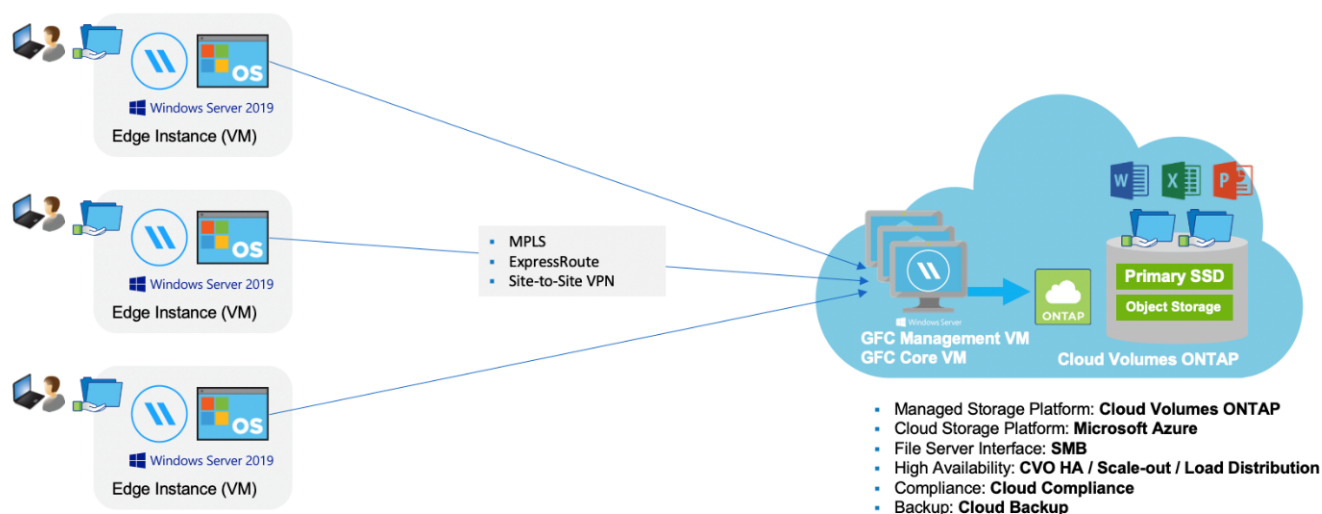 OS
Windows Server 2019
Edge Instance (VM)
OS
Windows Server 2019
Edge Instance (VM)
OS
Windows Server 2019
Edge Instance (VM)
▪ MPLS
▪ ExpressRoute
▪ Site-to-Site VPN
W
X
P
Primary SSD
Object Storage
ONTAP
Windows Server
GFC Management VM
GFC Core VM
Cloud Volumes ONTAP
▪ Managed Storage Platform: Cloud Volumes ONTAP
▪ Cloud Storage Platform: Microsoft Azure
▪ File Server Interface: SMB
▪ High Availability: CVO HA / Scale-out / Load Distribution
▪ Compliance: Cloud Compliance
▪ Backup: Cloud Backup